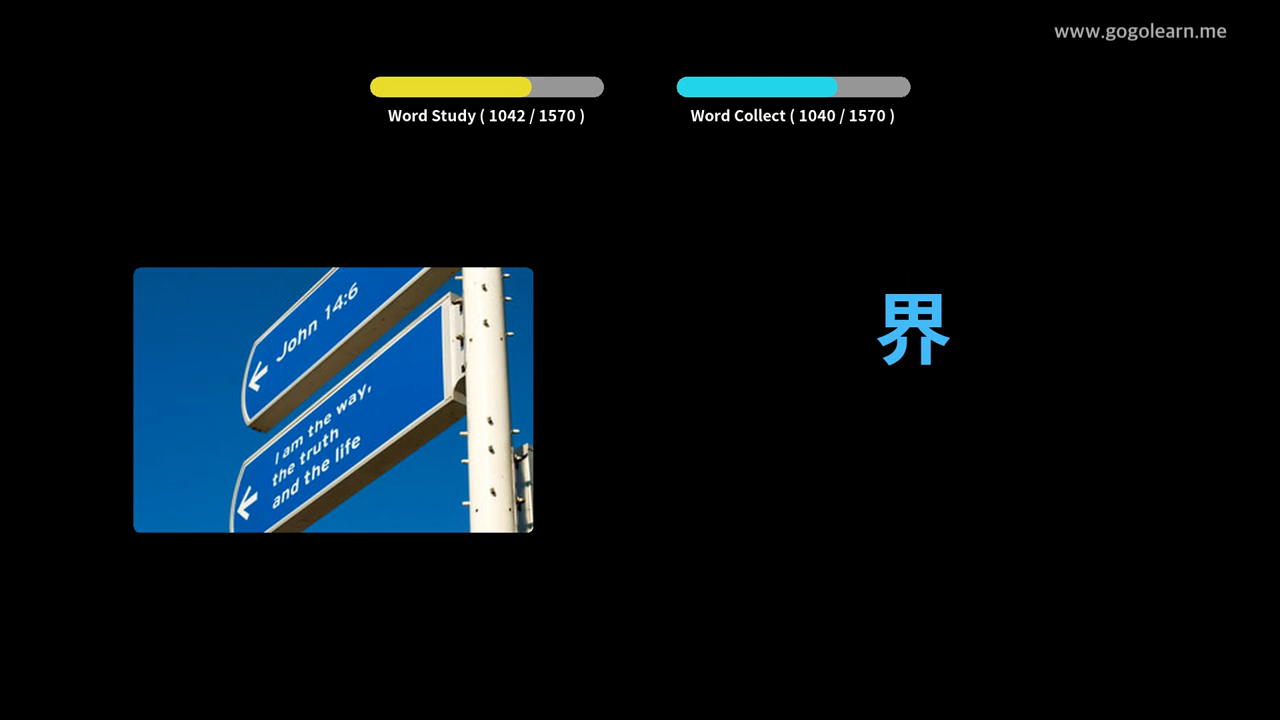 www.gogolearn.me
Word Study ( 1042 / 1570 )
Word Collect ( 1040 / 1570 )
John 14:6
I am the way,
the truth
and the life
界